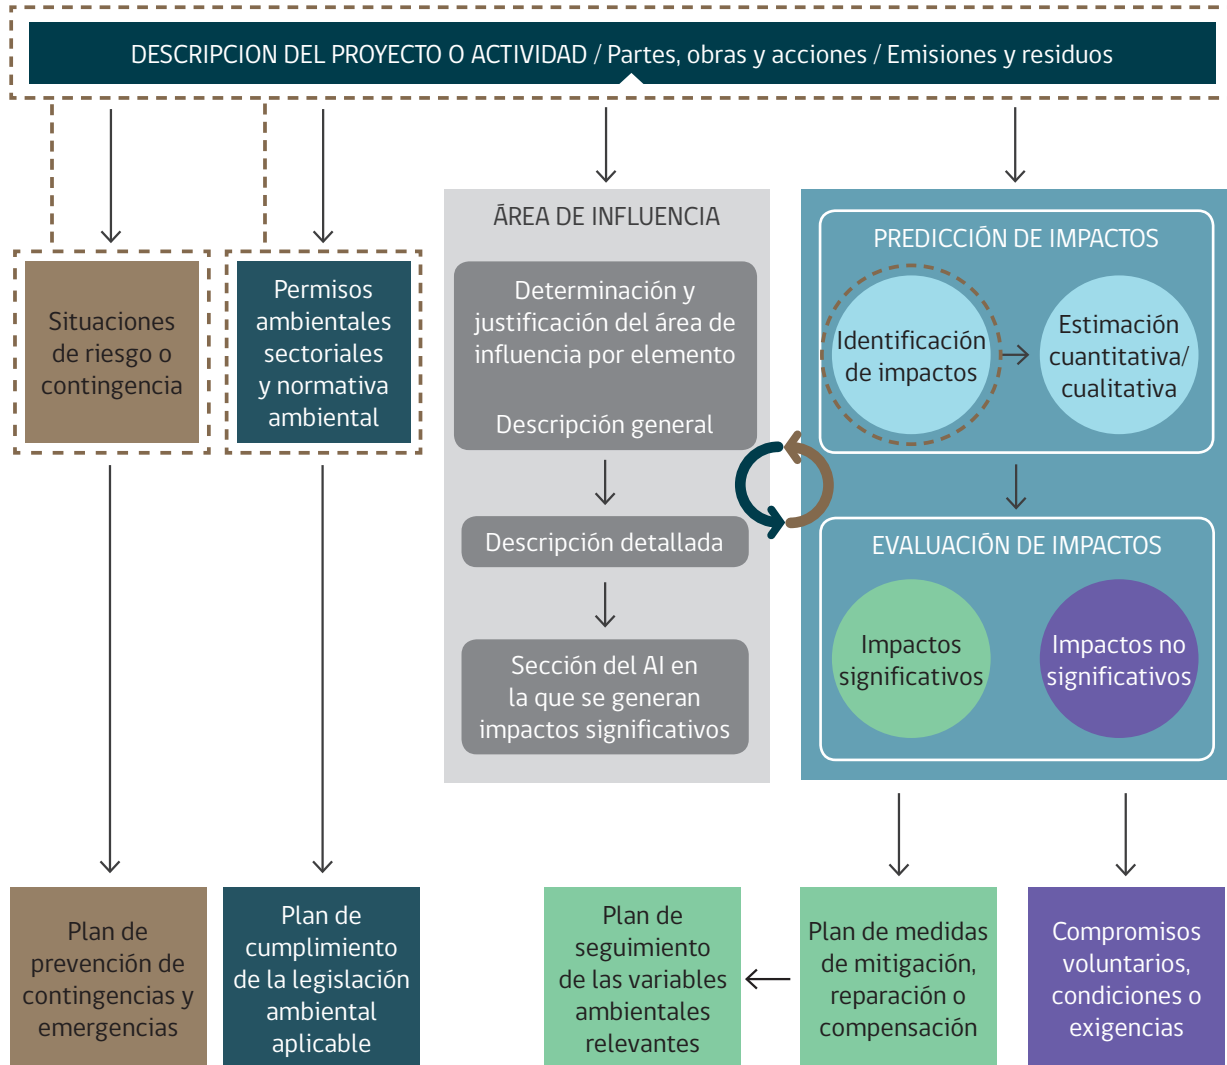 DESCRIPCION DEL PROYECTO O ACTIVIDAD / Partes, obras y acciones / Emisiones y residuos
Situaciones
de riesgo o
contingencia
Permisos
ambientales
sectoriales
y normativa
ambiental
ÁREA DE INFLUENCIA
Determinación y
justificación del área de
influencia por elemento
Descripción general
Descripción detallada
Sección del AI en
la que se generan
impactos significativos
PREDICCIÓN DE IMPACTOS
Identificación
de impactos
Estimación
cuantitativa/
cualitativa
EVALUACIÓN DE IMPACTOS
Impactos
significativos
Impactos no
significativos
Plan de
prevención de
contingencias y
emergencias
Plan de
cumplimiento
de la legislación
ambiental
aplicable
Plan de
seguimiento
de las variables
ambientales
relevantes
Plan de medidas
de mitigación,
reparación o
compensación
Compromisos
voluntarios,
condiciones o
exigencias